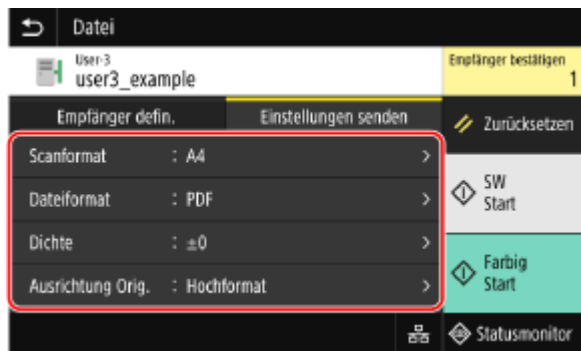 Datei
User-3
user3_example
Empfänger bestätigen
1
Empfänger defin.
Einstellungen senden
Zurücksetzen
Scanformat : A4
Dateiformat : PDF
Dichte : ±0
Ausrichtung Orig. : Hochformat
SW
Start
Farbig
Start
Statusmonitor